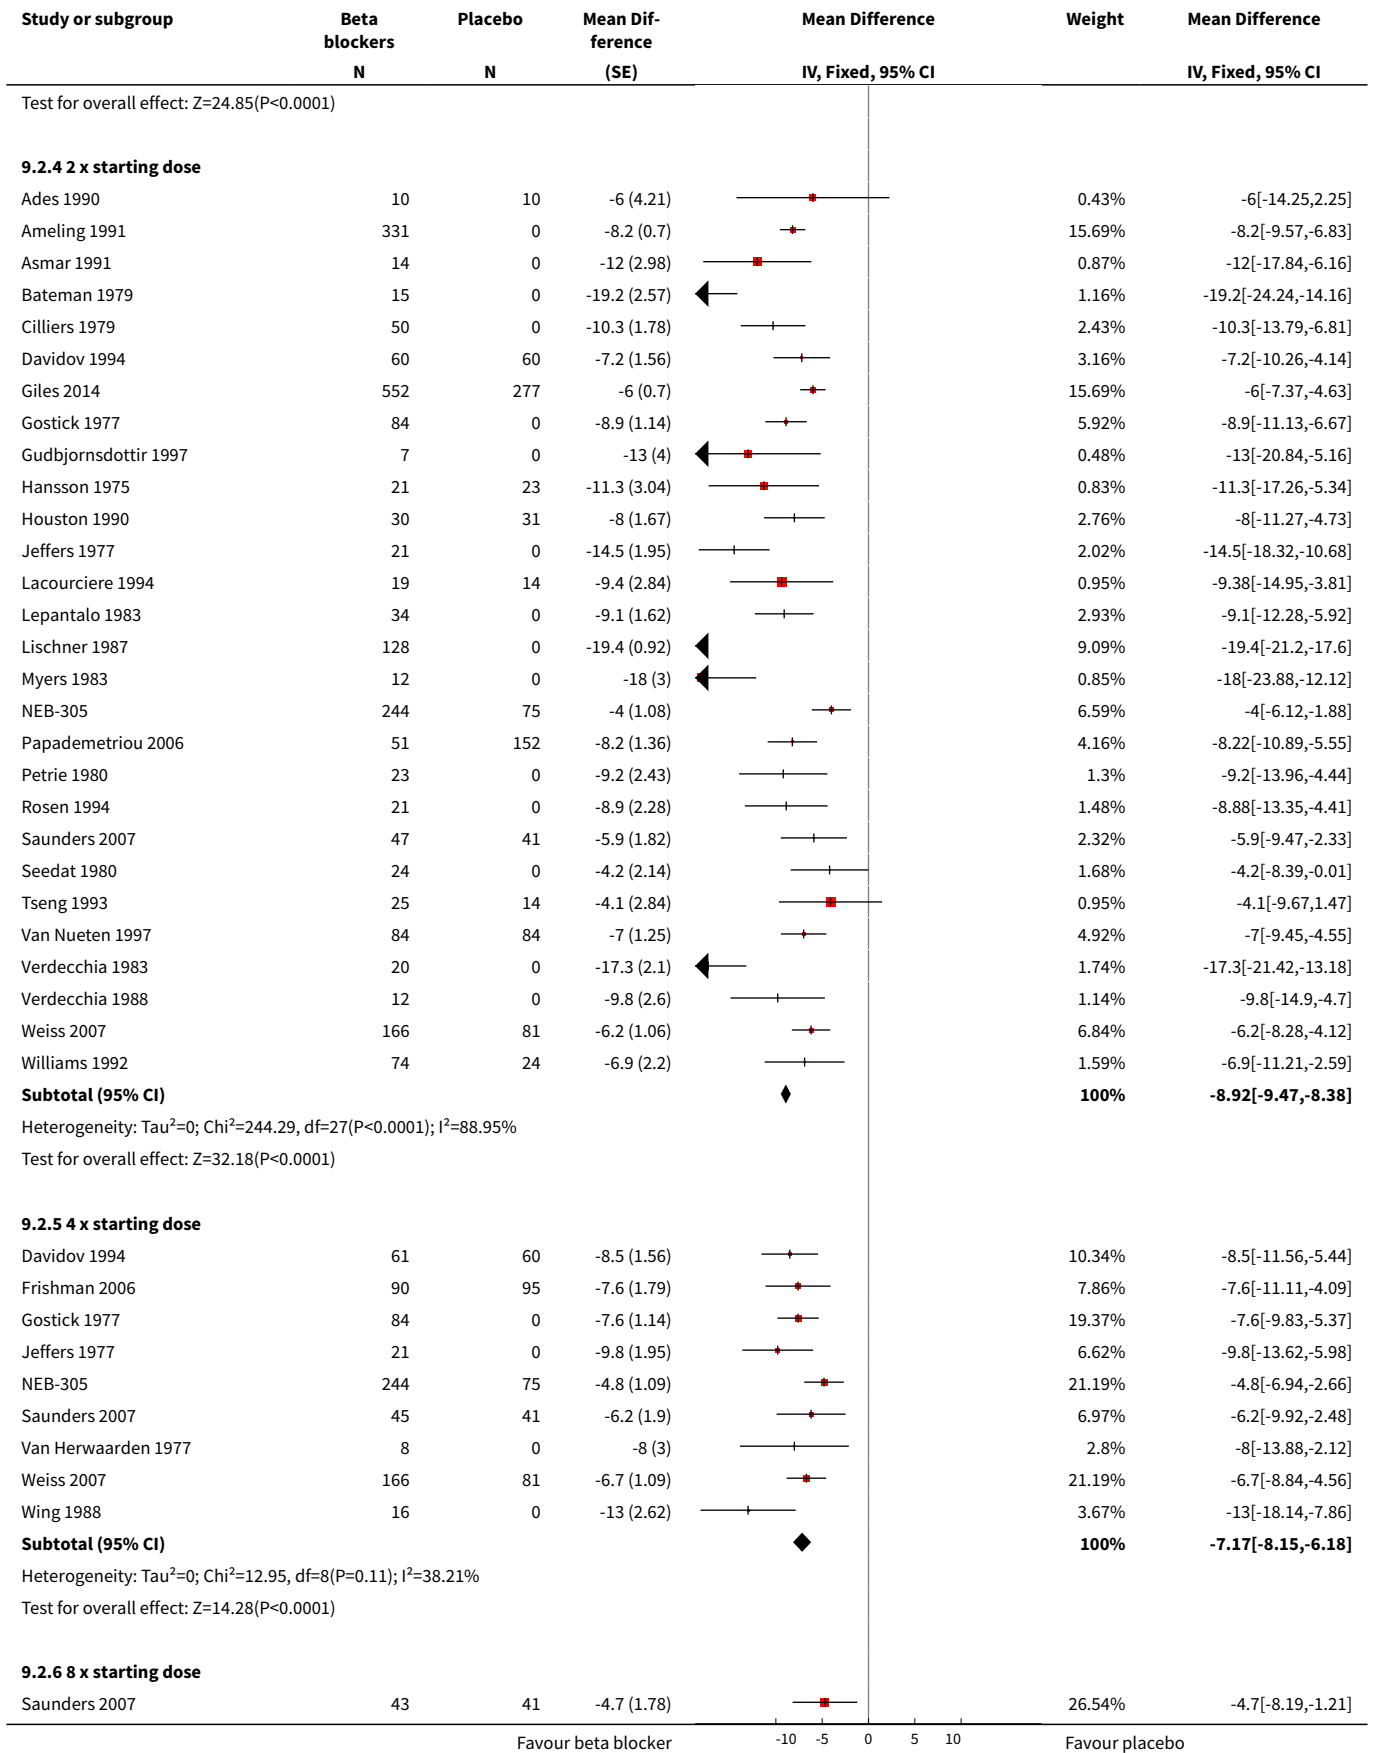 Study or subgroup Beta blockers Placebo Mean Dif-ference Mean Difference Weight Mean Difference
N N (SE) IV, Fixed, 95% CI IV, Fixed, 95% CI
Test for overall effect: Z=24.85(P<0.0001)
9.2.4 2 x starting dose
Ades 1990 10 10 -6 (4.21) 0.43% -6[-14.25,2.25]
Ameling 1991 331 0 -8.2 (0.7) 15.69% -8.2[-9.57,-6.83]
Asmar 1991 14 0 -12 (2.98) 0.87% -12[-17.84,-6.16]
Bateman 1979 15 0 -19.2 (2.57) 1.16% -19.2[-24.24,-14.16]
Cilliers 1979 50 0 -10.3 (1.78) 2.43% -10.3[-13.79,-6.81]
Davidov 1994 60 60 -7.2 (1.56) 3.16% -7.2[-10.26,-4.14]
Giles 2014 552 277 -6 (0.7) 15.69% -6[-7.37,-4.63]
Gostick 1977 84 0 -8.9 (1.14) 5.92% -8.9[-11.13,-6.67]
Gudbjornsdottir 1997 7 0 -13 (4) 0.48% -13[-20.84,-5.16]
Hansson 1975 21 23 -11.3 (3.04) 0.83% -11.3[-17.26,-5.34]
Houston 1990 30 31 -8 (1.67) 2.76% -8[-11.27,-4.73]
Jeffers 1977 21 0 -14.5 (1.95) 2.02% -14.5[-18.32,-10.68]
Lacourciere 1994 19 14 -9.4 (2.84) 0.95% -9.38[-14.95,-3.81]
Lepantalo 1983 34 0 -9.1 (1.62) 2.93% -9.1[-12.28,-5.92]
Lischner 1987 128 0 -19.4 (0.92) 9.09% -19.4[-21.2,-17.6]
Myers 1983 12 0 -18 (3) 0.85% -18[-23.88,-12.12]
NEB-305 244 75 -4 (1.08) 6.59% -4[-6.12,-1.88]
Papademetriou 2006 51 152 -8.2 (1.36) 4.16% -8.22[-10.89,-5.55]
Petrie 1980 23 0 -9.2 (2.43) 1.3% -9.2[-13.96,-4.44]
Rosen 1994 21 0 -8.9 (2.28) 1.48% -8.88[-13.35,-4.41]
Saunders 2007 47 41 -5.9 (1.82) 2.32% -5.9[-9.47,-2.33]
Seedat 1980 24 0 -4.2 (2.14) 1.68% -4.2[-8.39,-0.01]
Tseng 1993 25 14 -4.1 (2.84) 0.95% -4.1[-9.67,1.47]
Van Nueten 1997 84 84 -7 (1.25) 4.92% -7[-9.45,-4.55]
Verdecchia 1983 20 0 -17.3 (2.1) 1.74% -17.3[-21.42,-13.18]
Verdecchia 1988 12 0 -9.8 (2.6) 1.14% -9.8[-14.9,-4.7]
Weiss 2007 166 81 -6.2 (1.06) 6.84% -6.2[-8.28,-4.12]
Williams 1992 74 24 -6.9 (2.2) 1.59% -6.9[-11.21,-2.59]
Subtotal (95% CI) 100% -8.92[-9.47,-8.38]
Heterogeneity: Tau²=0; Chi²=244.29, df=27(P<0.0001); I²=88.95%
Test for overall effect: Z=32.18(P<0.0001)
9.2.5 4 x starting dose
Davidov 1994 61 60 -8.5 (1.56) 10.34% -8.5[-11.56,-5.44]
Frishman 2006 90 95 -7.6 (1.79) 7.86% -7.6[-11.11,-4.09]
Gostick 1977 84 0 -7.6 (1.14) 19.37% -7.6[-9.83,-5.37]
Jeffers 1977 21 0 -9.8 (1.95) 6.62% -9.8[-13.62,-5.98]
NEB-305 244 75 -4.8 (1.09) 21.19% -4.8[-6.94,-2.66]
Saunders 2007 45 41 -6.2 (1.9) 6.97% -6.2[-9.92,-2.48]
Van Herwaarden 1977 8 0 -8 (3) 2.8% -8[-13.88,-2.12]
Weiss 2007 166 81 -6.7 (1.09) 21.19% -6.7[-8.84,-4.56]
Wing 1988 16 0 -13 (2.62) 3.67% -13[-18.14,-7.86]
Subtotal (95% CI) 100% -7.17[-8.15,-6.18]
Heterogeneity: Tau²=0; Chi²=12.95, df=8(P=0.11); I²=38.21%
Test for overall effect: Z=14.28(P<0.0001)
9.2.6 8 x starting dose
Saunders 2007 43 41 -4.7 (1.78) 26.54% -4.7[-8.19,-1.21]
Favour beta blocker -10 -5 0 5 10 Favour placebo